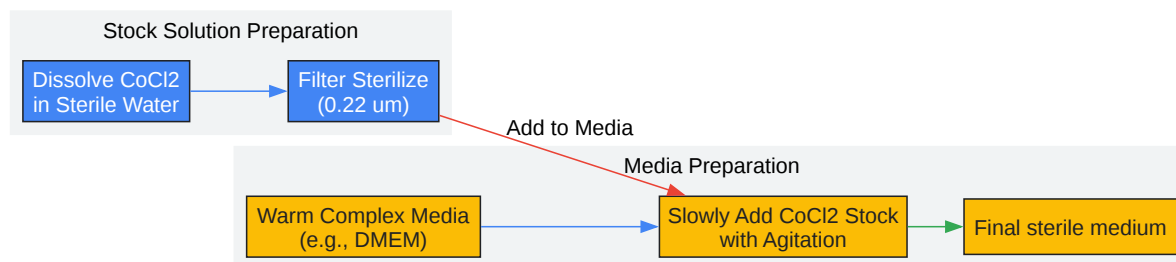 Stock Solution Preparation
Dissolve CoCl2
in Sterile Water
Filter Sterilize
(0.22 um)
Add to Media
Media Preparation
Warm Complex Media
(e.g., DMEM)
Slowly Add CoCl2 Stock
with Agitation
Final sterile medium